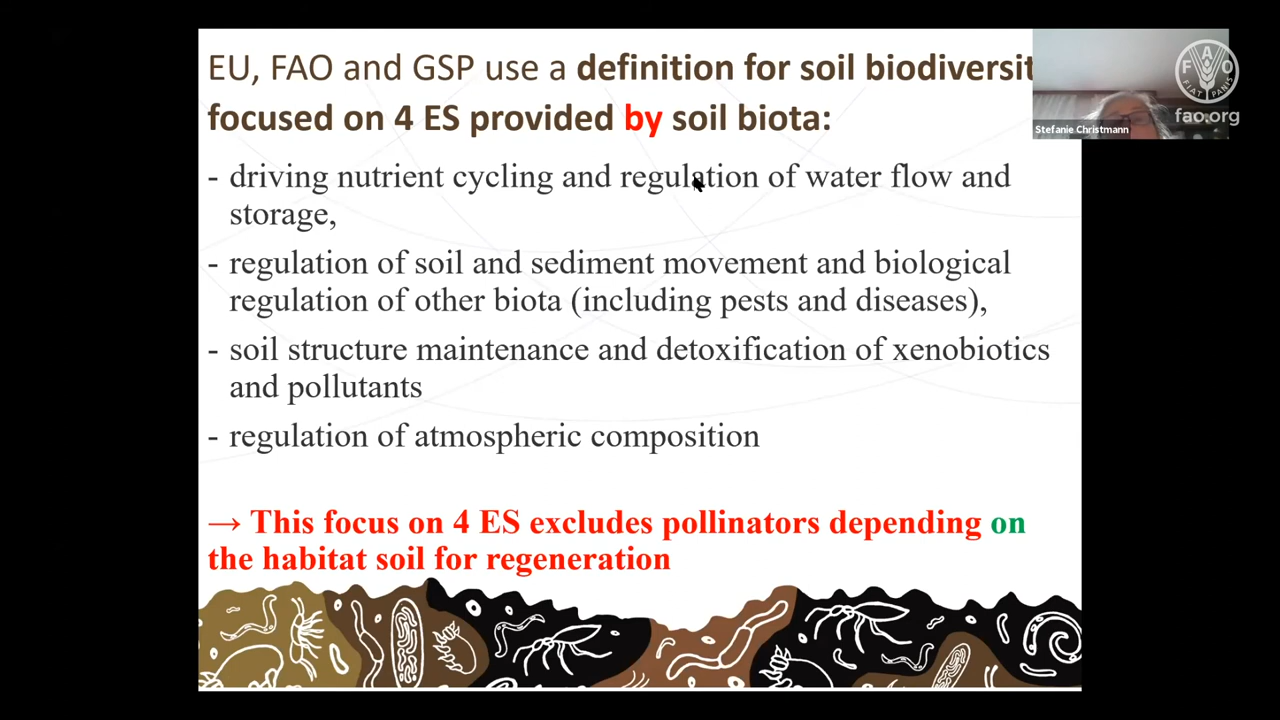 EU, FAO and GSP use a definition for soil biodiversit
focused on 4 ES provided by soil biota:
- driving nutrient cycling and regulation of water flow and
storage,
- regulation of soil and sediment movement and biological
regulation of other biota (including pests and diseases),
- soil structure maintenance and detoxification of xenobiotics
and pollutants
- regulation of atmospheric composition
→ This focus on 4 ES excludes pollinators depending on
the habitat soil for regeneration
Stefanie Christmann
F A O
FIAT PANIS
fao.org